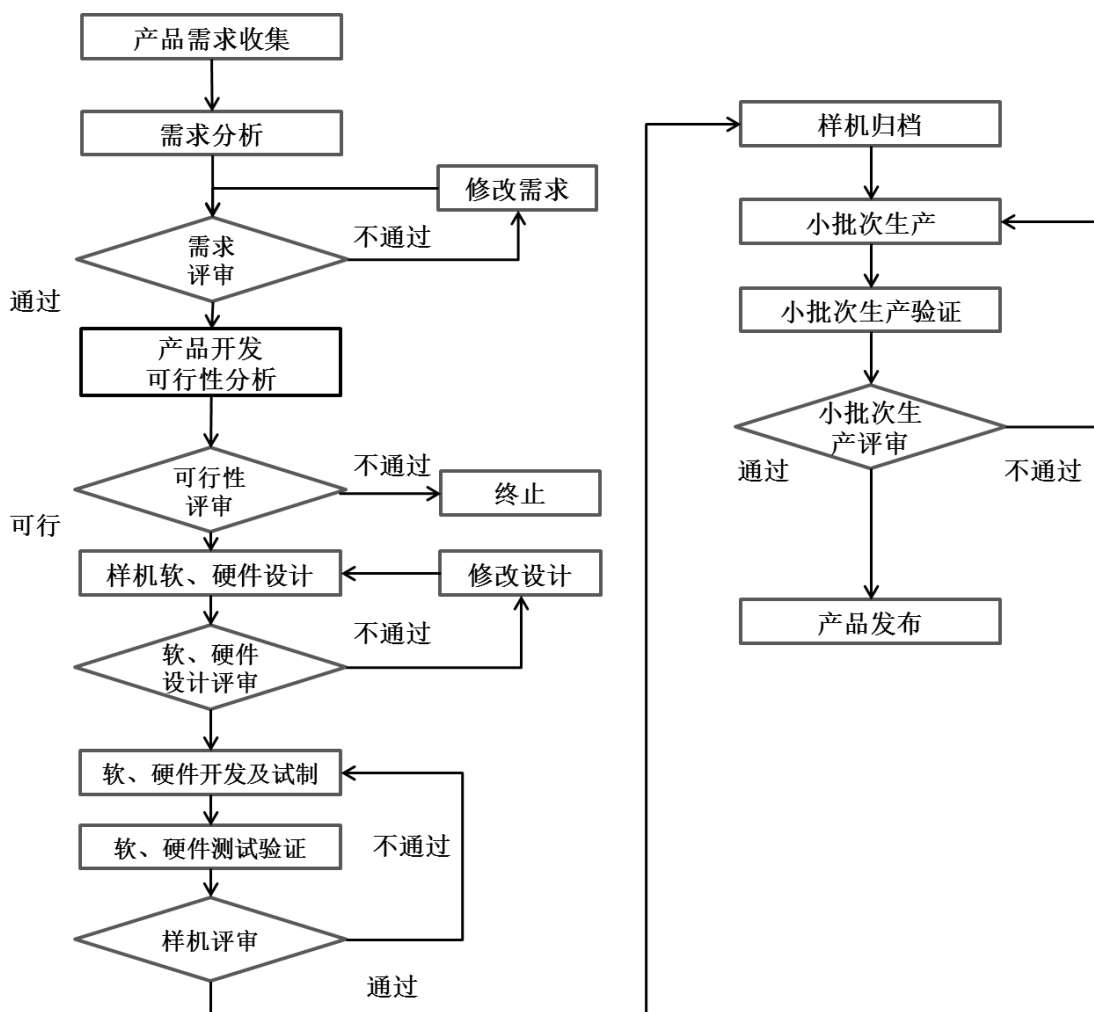 产品需求收集
需求分析
修改需求
需求
评审
不通过
通过
产品开发
可行性分析
可行性
评审
不通过
终止
可行
样机软、硬件设计
修改设计
软、硬件
设计评审
不通过
软、硬件开发及试制
软、硬件测试验证
不通过
样机评审
通过
样机归档
小批次生产
小批次生产验证
小批次生
产评审
通过
不通过
产品发布